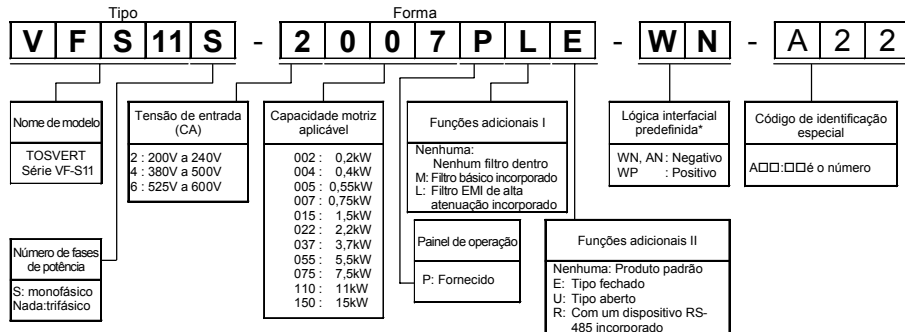 Tipo
Forma
V F S 11 S - 2 0 0 7 P L E - W N - A 2 2
Nome de modelo
TOSVERT
Série VF-S11
Tensão de entrada
(CA)
2 : 200V a 240V
4 : 380V a 500V
6 : 525V a 600V
Capacidade motriz
aplicável
002 : 0,2kW
004 : 0,4kW
005 : 0,55kW
007 : 0,75kW
015 : 1,5kW
022 : 2,2kW
037 : 3,7kW
055 : 5,5kW
075 : 7,5kW
110 : 11kW
150 : 15kW
Funções adicionais I
Nenhuma:
Nenhum filtro dentro
M: Filtro básico incorporado
L: Filtro EMI de alta
atenuação incorporado
Lógica interfacial
predefinida*
WN, AN : Negativo
WP : Positivo
Código de identificação
especial
A□□:□□é o número
Número de fases
de potência
S: monofásico
Nada:trifásico
Painel de operação
P: Fornecido
Funções adicionais II
Nenhuma: Produto padrão
E: Tipo fechado
U: Tipo aberto
R: Com um dispositivo RS-
485 incorporado